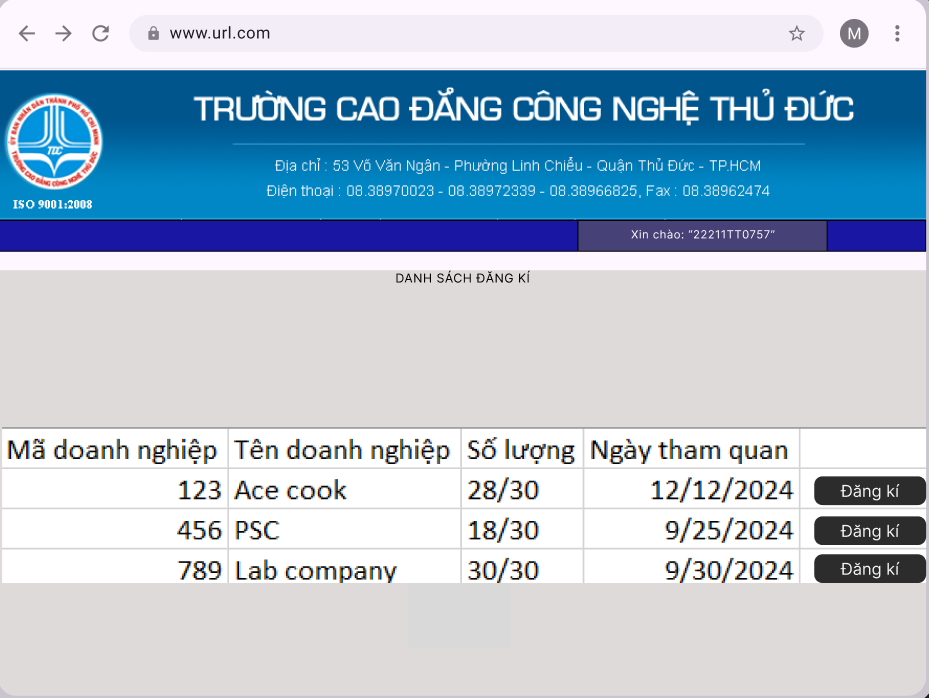 www.url.com
M
ỦY BAN NHÂN DÂN THÀNH PHỐ HỒ CHÍ MINH
TDC
TRƯỜNG CAO ĐẲNG CÔNG NGHỆ THỦ ĐỨC
ISO 9001:2008
TRƯỜNG CAO ĐẲNG CÔNG NGHỆ THỦ ĐỨC
Địa chỉ : 53 Võ Văn Ngân - Phường Linh Chiểu - Quận Thủ Đức - TP.HCM
Điện thoại : 08.38970023 - 08.38972339 - 08.38966825, Fax : 08.38962474
Xin chào: “22211TT0757”
DANH SÁCH ĐĂNG KÍ
Mã doanh nghiệp Tên doanh nghiệp Số lượng Ngày tham quan
123 Ace cook 28/30 12/12/2024 Đăng kí
456 PSC 18/30 9/25/2024 Đăng kí
789 Lab company 30/30 9/30/2024 Đăng kí